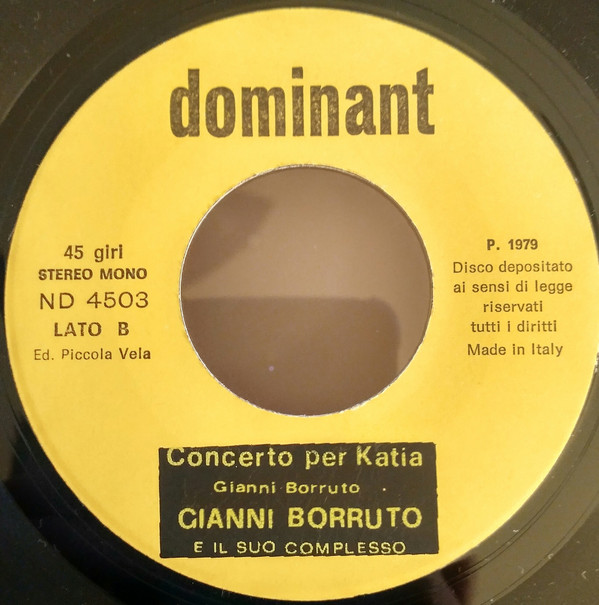 dominant
45 giri
STEREO MONO
ND 4503
LATO B
Ed. Piccola Vela
P. 1979
Disco depositato
ai sensi di legge
riservati
tutti i diritti
Made in Italy
Concerto per Katia
Gianni Borruto
GIANNI BORRUTO
E IL SUO COMPLESSO